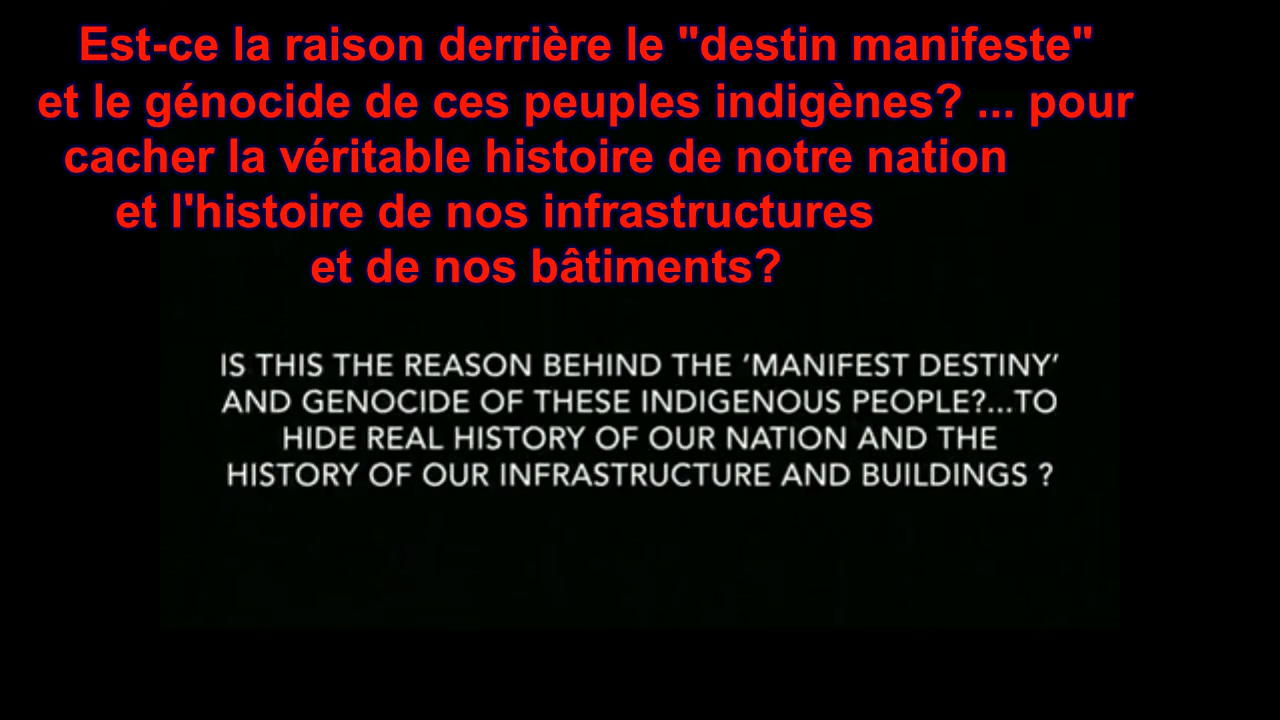 Est-ce la raison derrière le "destin manifeste"
et le génocide de ces peuples indigènes? ... pour
cacher la véritable histoire de notre nation
et l'histoire de nos infrastructures
et de nos bâtiments?
IS THIS THE REASON BEHIND THE ‘MANIFEST DESTINY’
AND GENOCIDE OF THESE INDIGENOUS PEOPLE?...TO
HIDE REAL HISTORY OF OUR NATION AND THE
HISTORY OF OUR INFRASTRUCTURE AND BUILDINGS ?